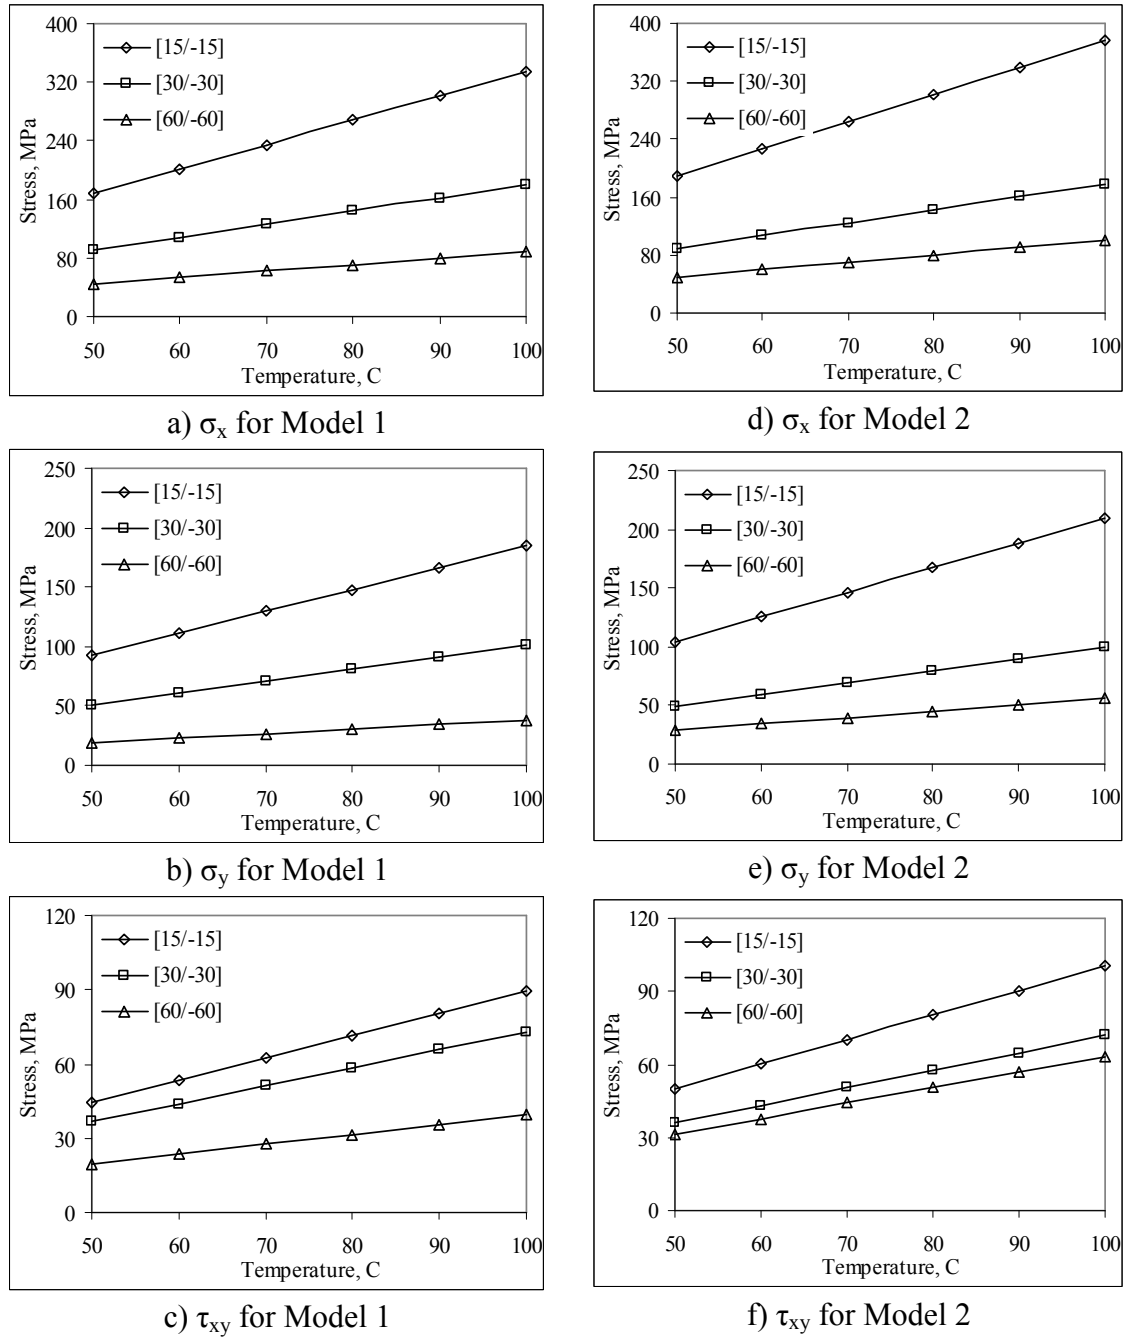 400
320
240
160
80
0
Stress, MPa
[15/-15]
[30/-30]
[60/-60]
50 60 70 80 90 100
Temperature, C
a) σx for Model 1
400
320
240
160
80
0
Stress, MPa
[15/-15]
[30/-30]
[60/-60]
50 60 70 80 90 100
Temperature, C
d) σx for Model 2
250
200
150
100
50
0
Stress, MPa
[15/-15]
[30/-30]
[60/-60]
50 60 70 80 90 100
Temperature, C
b) σy for Model 1
250
200
150
100
50
0
Stress, MPa
[15/-15]
[30/-30]
[60/-60]
50 60 70 80 90 100
Temperature, C
e) σy for Model 2
120
90
60
30
0
Stress, MPa
[15/-15]
[30/-30]
[60/-60]
50 60 70 80 90 100
Temperature, C
c) τxy for Model 1
120
90
60
30
0
Stress, MPa
[15/-15]
[30/-30]
[60/-60]
50 60 70 80 90 100
Temperature, C
f) τxy for Model 2